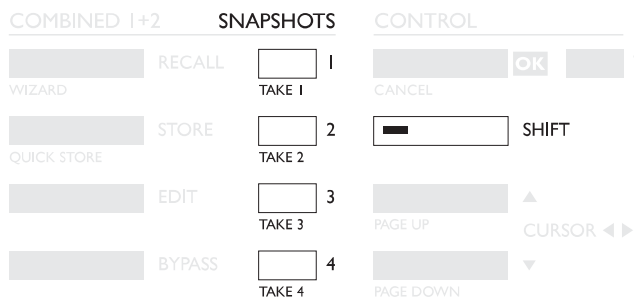 COMBINED 1+2 SNAPSHOTS CONTROL
RECALL 1 OK
WIZARD TAKE 1 CANCEL
STORE 2 SHIFT
QUICK STORE TAKE 2
EDIT 3 ▲
TAKE 3 PAGE UP
CURSOR ◀ ▶
BYPASS 4 ▼
TAKE 4 PAGE DOWN